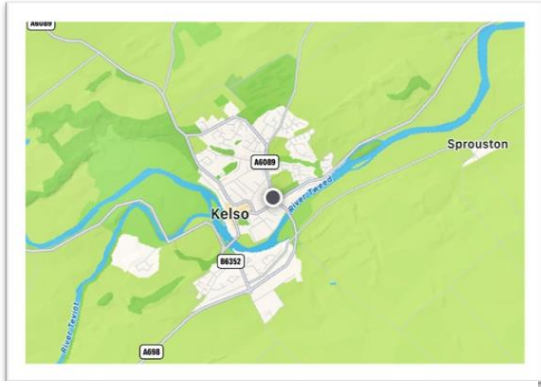 A6089
Sprouston
A6089
River Tweed
Kelso
B6352
River Teviot
A698